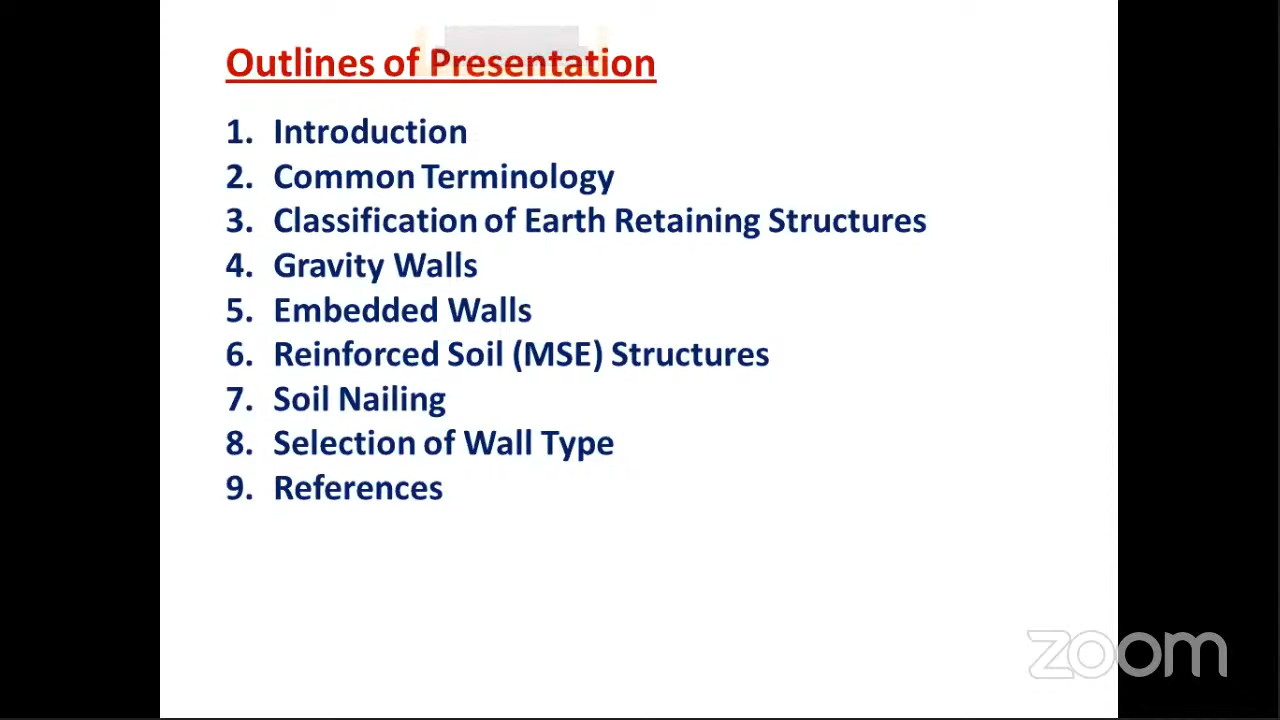 Outlines of Presentation
1. Introduction
2. Common Terminology
3. Classification of Earth Retaining Structures
4. Gravity Walls
5. Embedded Walls
6. Reinforced Soil (MSE) Structures
7. Soil Nailing
8. Selection of Wall Type
9. References
zoom